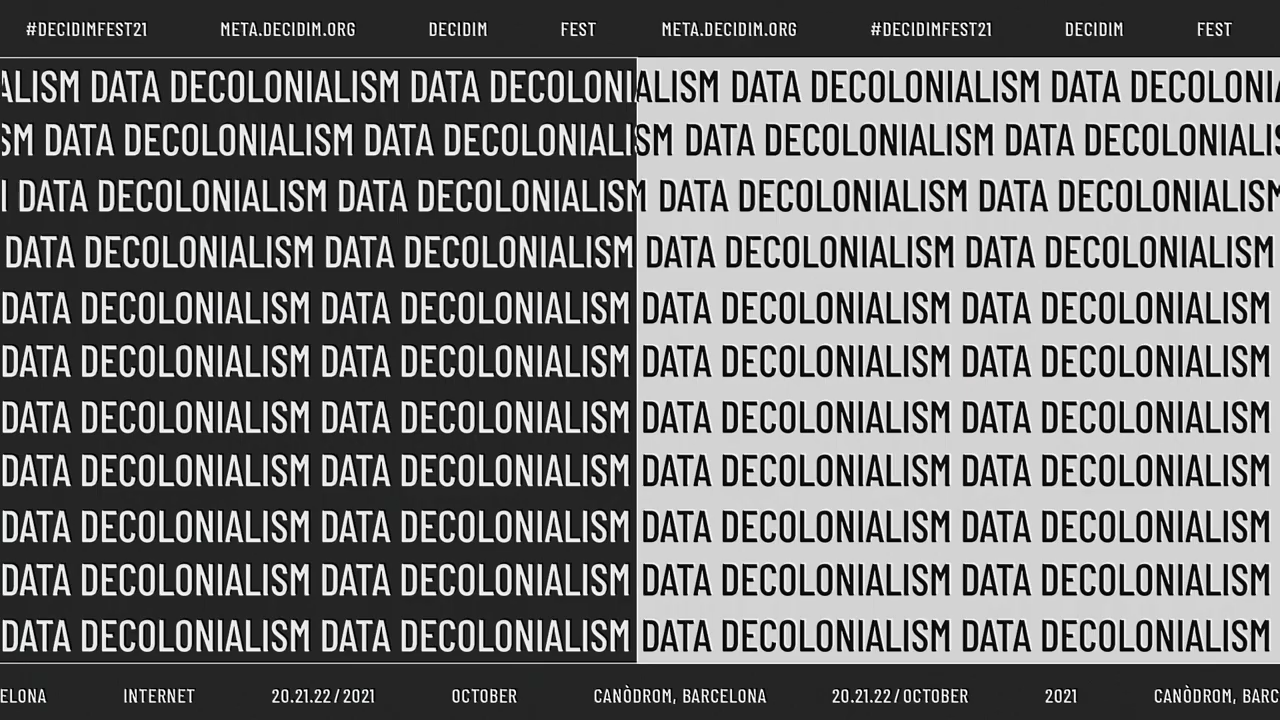 #DECIDIMFEST21 META.DECIDIM.ORG DECIDIM FEST META.DECIDIM.ORG #DECIDIMFEST21 DECIDIM FEST
ALISM DATA DECOLONIALISM DATA DECOLONIALISM DATA DECOLONIALISM DATA DECOLONIA
SM DATA DECOLONIALISM DATA DECOLONIALISM DATA DECOLONIALISM DATA DECOLONIALIS
M DATA DECOLONIALISM DATA DECOLONIALISM DATA DECOLONIALISM DATA DECOLONIALISM
DATA DECOLONIALISM DATA DECOLONIALISM DATA DECOLONIALISM DATA DECOLONIALISM
DATA DECOLONIALISM DATA DECOLONIALISM DATA DECOLONIALISM DATA DECOLONIALISM
DATA DECOLONIALISM DATA DECOLONIALISM DATA DECOLONIALISM DATA DECOLONIALISM
DATA DECOLONIALISM DATA DECOLONIALISM DATA DECOLONIALISM DATA DECOLONIALISM
DATA DECOLONIALISM DATA DECOLONIALISM DATA DECOLONIALISM DATA DECOLONIALISM
DATA DECOLONIALISM DATA DECOLONIALISM DATA DECOLONIALISM DATA DECOLONIALISM
DATA DECOLONIALISM DATA DECOLONIALISM DATA DECOLONIALISM DATA DECOLONIALISM
DATA DECOLONIALISM DATA DECOLONIALISM DATA DECOLONIALISM DATA DECOLONIALISM
ELONA INTERNET 20.21.22/2021 OCTOBER CANÒDROM, BARCELONA 20.21.22/OCTOBER 2021 CANÒDROM, BARC